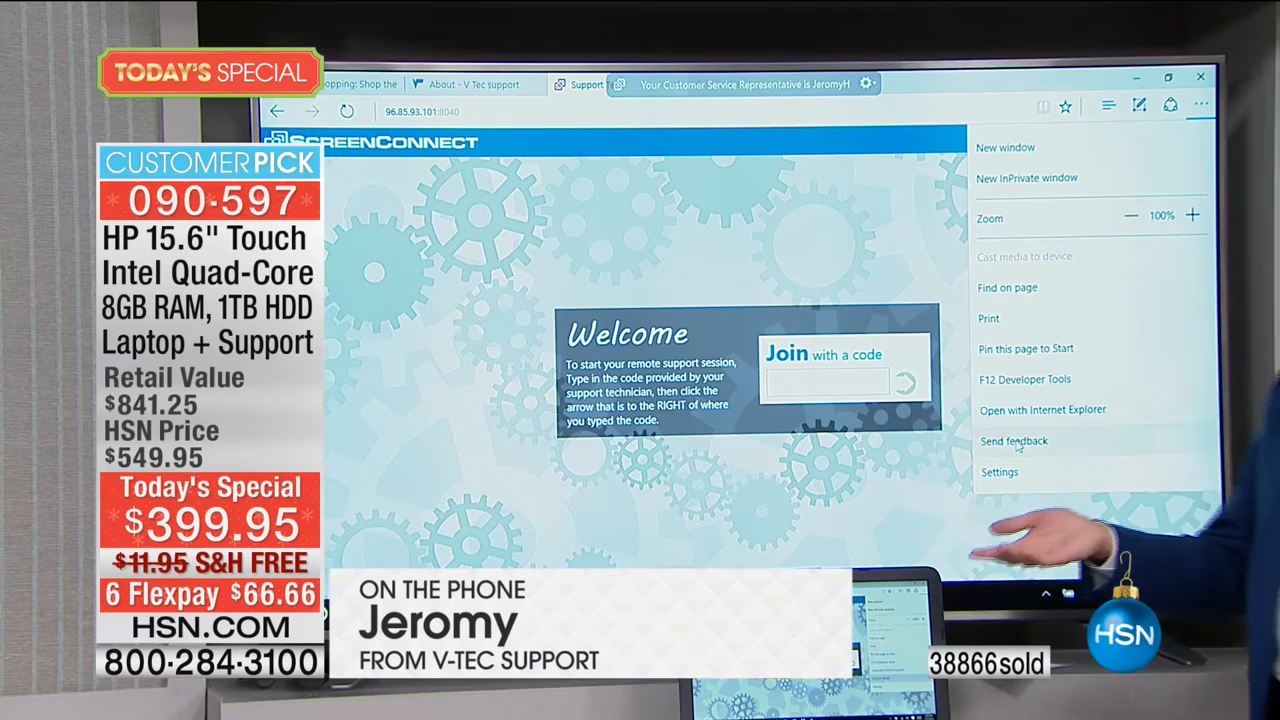 TODAY'S SPECIAL
CUSTOMER PICK
090-597
HP 15.6" Touch
Intel Quad-Core
8GB RAM, 1TB HDD
Laptop + Support
Retail Value
$841.25
HSN Price
$549.95
Today's Special
$399.95
$11.95 S&H FREE
6 Flexpay $66.66
HSN.COM
800-284-3100
opping: Shop the
About - V Tec support
Support
Your Customer Service Representative is JeromyH
96.85.93.101:8040
SCREENCONNECT
Welcome
To start your remote support session,
Type in the code provided by your
support technician, then click the
arrow that is to the RIGHT of where
you typed the code.
Join with a code
New window
New InPrivate window
Zoom 100%
Cast media to device
Find on page
Print
Pin this page to Start
F12 Developer Tools
Open with Internet Explorer
Send feedback
Settings
ON THE PHONE
Jeromy
FROM V-TEC SUPPORT
HSN
38866 sold